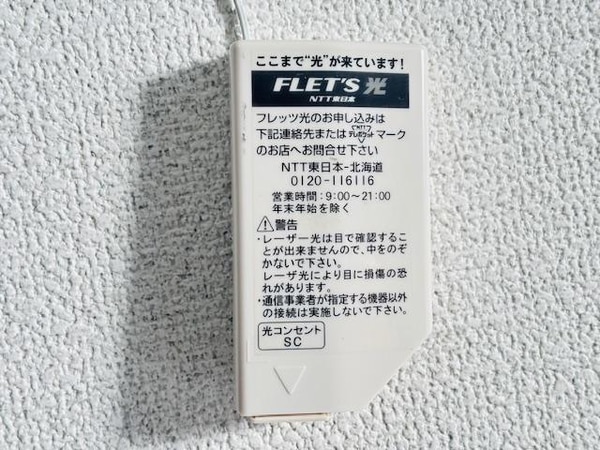 ここまで"光"が来ています!
FLET'S 光
NTT東日本
フレッツ光のお申し込みは
下記連絡先または テレホット マーク
のお店へお問合せ下さい
NTT東日本-北海道
0120-116116
営業時間:9:00~21:00
年末年始を除く
警告
・レーザー光は目で確認するこ
とが出来ませんので、中をのぞ
かないで下さい。
レーザ光により目に損傷の恐
れがあります。
・通信事業者が指定する機器以外
の接続は実施しないで下さい。
光コンセント
SC